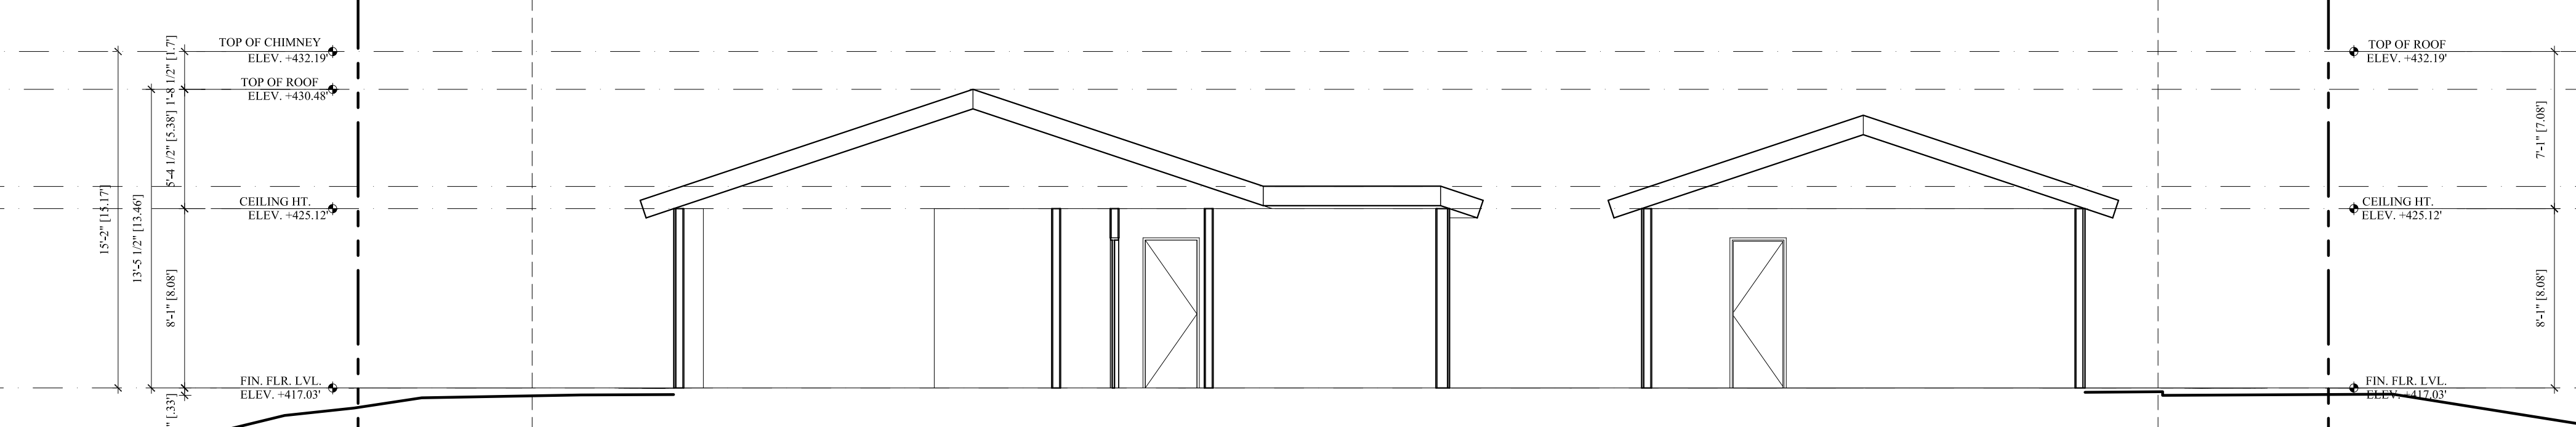 TOP OF CHIMNEY
ELEV. +432.19'
TOP OF ROOF
ELEV. +430.48'
CEILING HT.
ELEV. +425.12'
FIN. FLR. LVL.
ELEV. +417.03'
15'-2" [15.17']
13'-5 1/2" [13.46']
1'-8 1/2" [1.7']
5'-4 1/2" [5.38']
8'-1" [8.08']
" [.33']
TOP OF ROOF
ELEV. +432.19'
CEILING HT.
ELEV. +425.12'
FIN. FLR. LVL.
ELEV. +417.03'
7'-1" [7.08']
8'-1" [8.08']